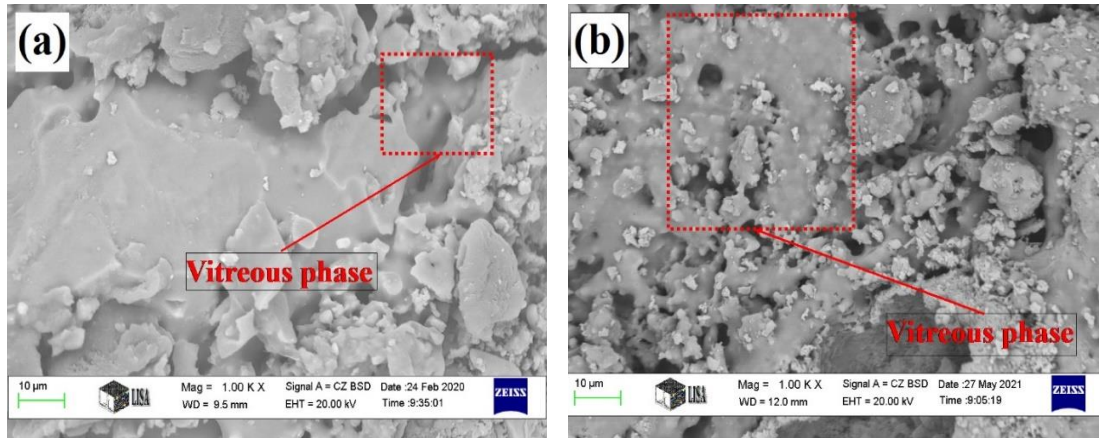 (a)
Vitreous phase
10 µm
LISA
Mag = 1.00 K X Signal A = CZ BSD Date :24 Feb 2020
WD = 9.5 mm EHT = 20.00 kV Time :9:35:01
ZEISS
(b)
Vitreous phase
10 µm
LISA
Mag = 1.00 K X Signal A = CZ BSD Date :27 May 2021
WD = 12.0 mm EHT = 20.00 kV Time :9:05:19
ZEISS